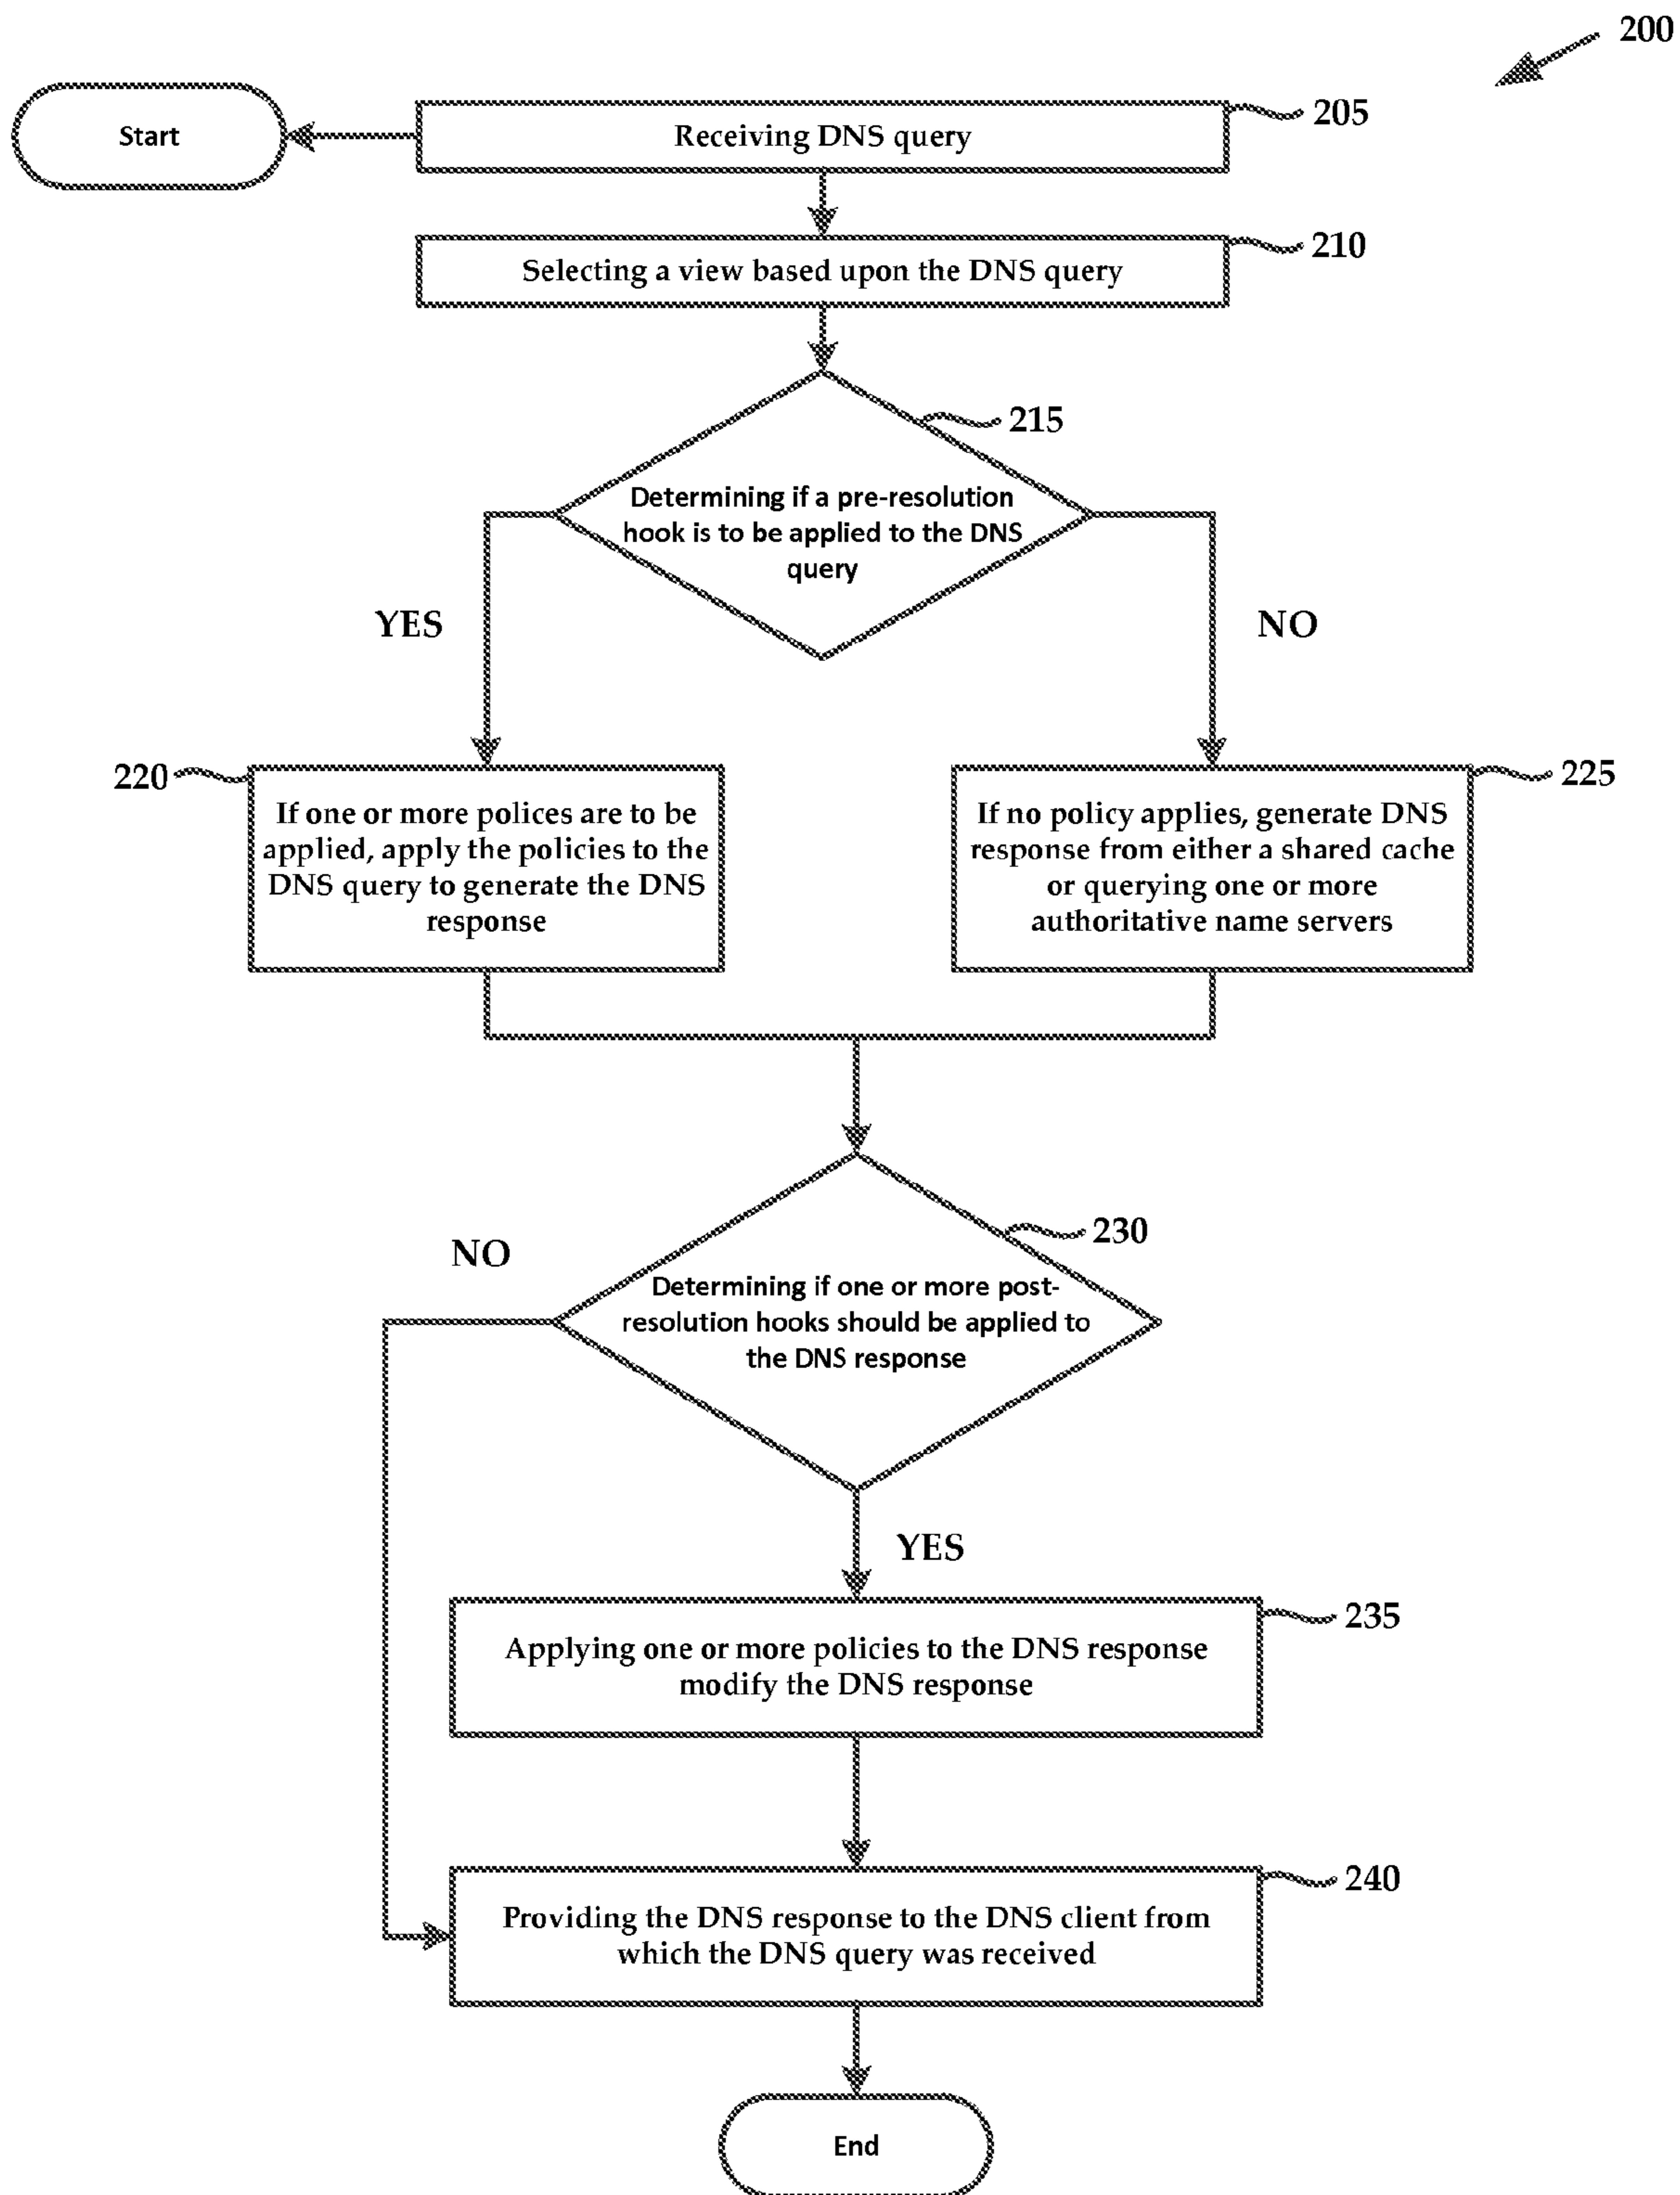 200
Start
Receiving DNS query
205
Selecting a view based upon the DNS query
210
215
Determining if a pre-resolution
hook is to be applied to the DNS
query
YES
NO
220
If one or more polices are to be
applied, apply the policies to the
DNS query to generate the DNS
response
225
If no policy applies, generate DNS
response from either a shared cache
or querying one or more
authoritative name servers
230
NO
Determining if one or more post-
resolution hooks should be applied to
the DNS response
YES
235
Applying one or more policies to the DNS response
modify the DNS response
240
Providing the DNS response to the DNS client from
which the DNS query was received
End